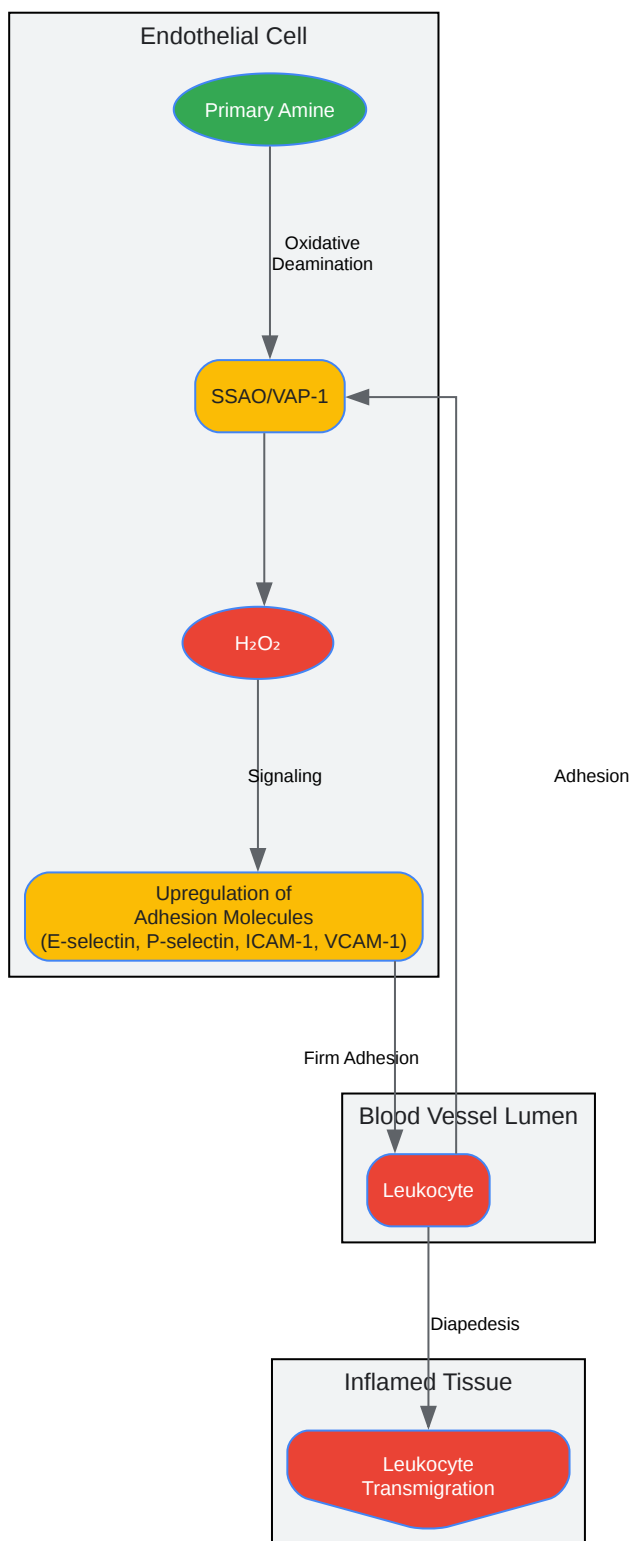 Endothelial Cell
Primary Amine
Oxidative
Deamination
SSAO/VAP-1
H₂O₂
Signaling
Adhesion
Upregulation of
Adhesion Molecules
(E-selectin, P-selectin, ICAM-1, VCAM-1)
Firm Adhesion
Blood Vessel Lumen
Leukocyte
Diapedesis
Inflamed Tissue
Leukocyte
Transmigration